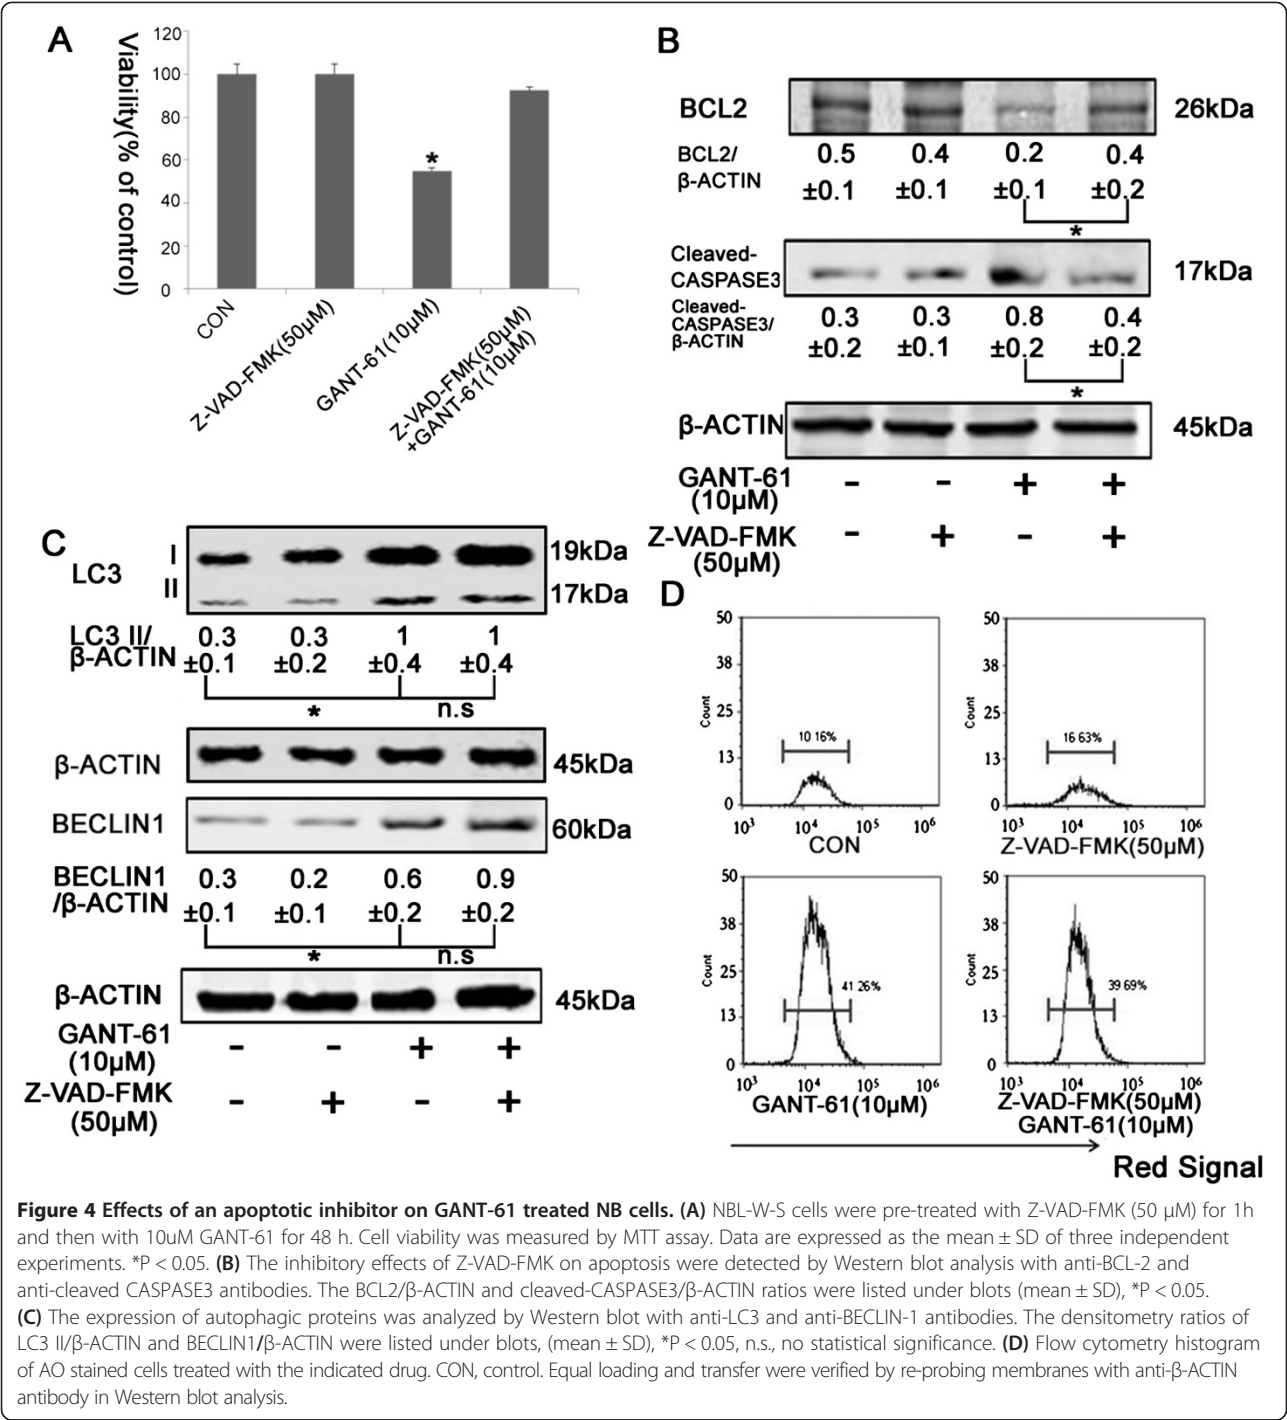 A
Viability(% of control)
120
100
80
60
40
20
0
*
CON
Z-VAD-FMK(50μM)
GANT-61(10μM)
Z-VAD-FMK(50μM)
+GANT-61(10μM)
B
BCL2
26kDa
BCL2/
β-ACTIN
0.5 0.4 0.2 0.4
±0.1 ±0.1 ±0.1 ±0.2
*
Cleaved-
CASPASE3
17kDa
Cleaved-
CASPASE3/
β-ACTIN
0.3 0.3 0.8 0.4
±0.2 ±0.1 ±0.2 ±0.2
*
β-ACTIN
45kDa
GANT-61
(10μM)
- - + +
Z-VAD-FMK
(50μM)
- + - +
C
LC3
I
II
19kDa
17kDa
LC3 II/
β-ACTIN
0.3 0.3 1 1
±0.1 ±0.2 ±0.4 ±0.4
* n.s
β-ACTIN
45kDa
BECLIN1
60kDa
BECLIN1
/β-ACTIN
0.3 0.2 0.6 0.9
±0.1 ±0.1 ±0.2 ±0.2
* n.s
β-ACTIN
45kDa
GANT-61
(10μM)
- - + +
Z-VAD-FMK
(50μM)
- + - +
D
50
38
25
13
0
Count
10 16%
10³ 10⁴ 10⁵ 10⁶
CON
50
38
25
13
0
Count
16 63%
10³ 10⁴ 10⁵ 10⁶
Z-VAD-FMK(50μM)
50
38
25
13
0
Count
41 26%
10³ 10⁴ 10⁵ 10⁶
GANT-61(10μM)
50
38
25
13
0
Count
39 69%
10³ 10⁴ 10⁵ 10⁶
Z-VAD-FMK(50μM)
GANT-61(10μM)
Red Signal
Figure 4 Effects of an apoptotic inhibitor on GANT-61 treated NB cells. (A) NBL-W-S cells were pre-treated with Z-VAD-FMK (50 μM) for 1h
and then with 10uM GANT-61 for 48 h. Cell viability was measured by MTT assay. Data are expressed as the mean ± SD of three independent
experiments. *P < 0.05. (B) The inhibitory effects of Z-VAD-FMK on apoptosis were detected by Western blot analysis with anti-BCL-2 and
anti-cleaved CASPASE3 antibodies. The BCL2/β-ACTIN and cleaved-CASPASE3/β-ACTIN ratios were listed under blots (mean ± SD), *P < 0.05.
(C) The expression of autophagic proteins was analyzed by Western blot with anti-LC3 and anti-BECLIN-1 antibodies. The densitometry ratios of
LC3 II/β-ACTIN and BECLIN1/β-ACTIN were listed under blots, (mean ± SD), *P < 0.05, n.s., no statistical significance. (D) Flow cytometry histogram
of AO stained cells treated with the indicated drug. CON, control. Equal loading and transfer were verified by re-probing membranes with anti-β-ACTIN
antibody in Western blot analysis.